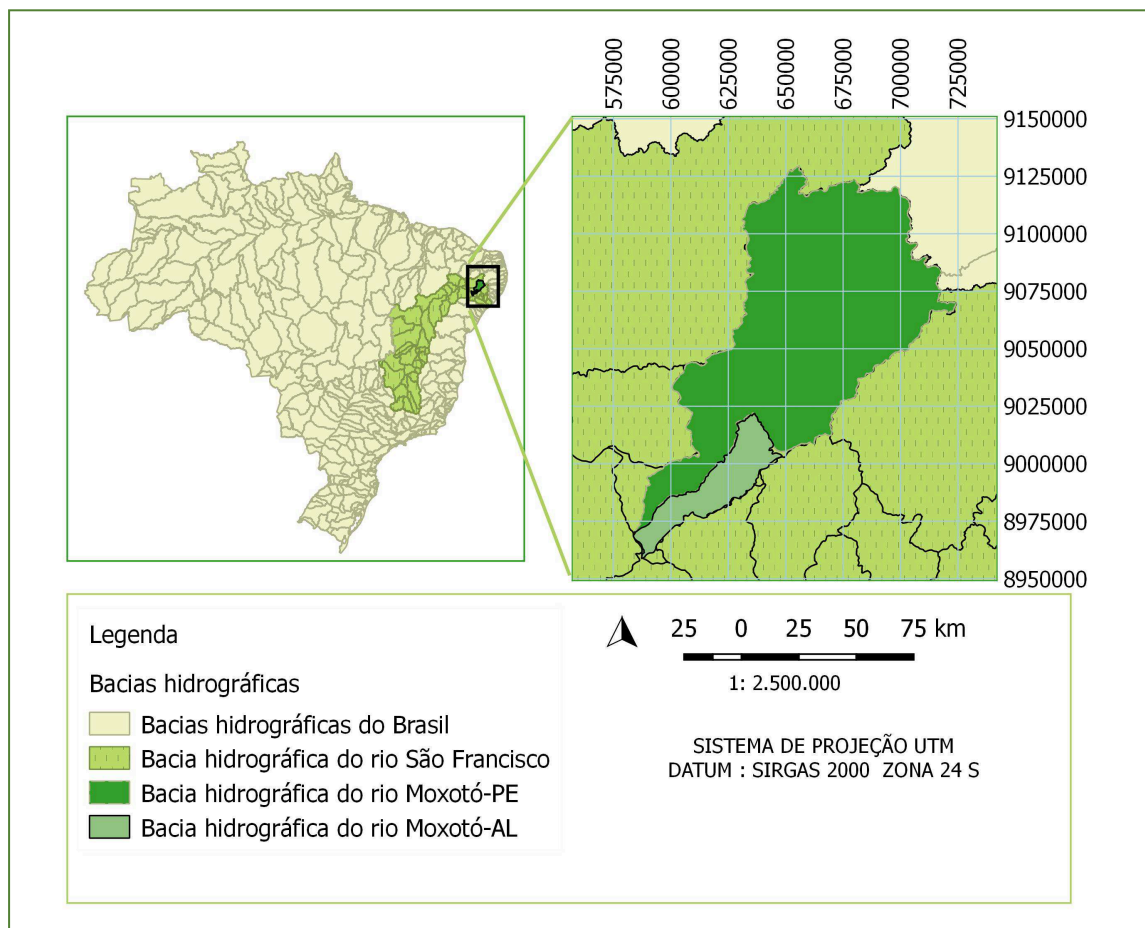 575000
600000
625000
650000
675000
700000
725000
9150000
9125000
9100000
9075000
9050000
9025000
9000000
8975000
8950000
Legenda
Bacias hidrográficas
Bacias hidrográficas do Brasil
Bacia hidrográfica do rio São Francisco
Bacia hidrográfica do rio Moxotó-PE
Bacia hidrográfica do rio Moxotó-AL
25 0 25 50 75 km
1: 2.500.000
SISTEMA DE PROJEÇÃO UTM
DATUM : SIRGAS 2000 ZONA 24 S